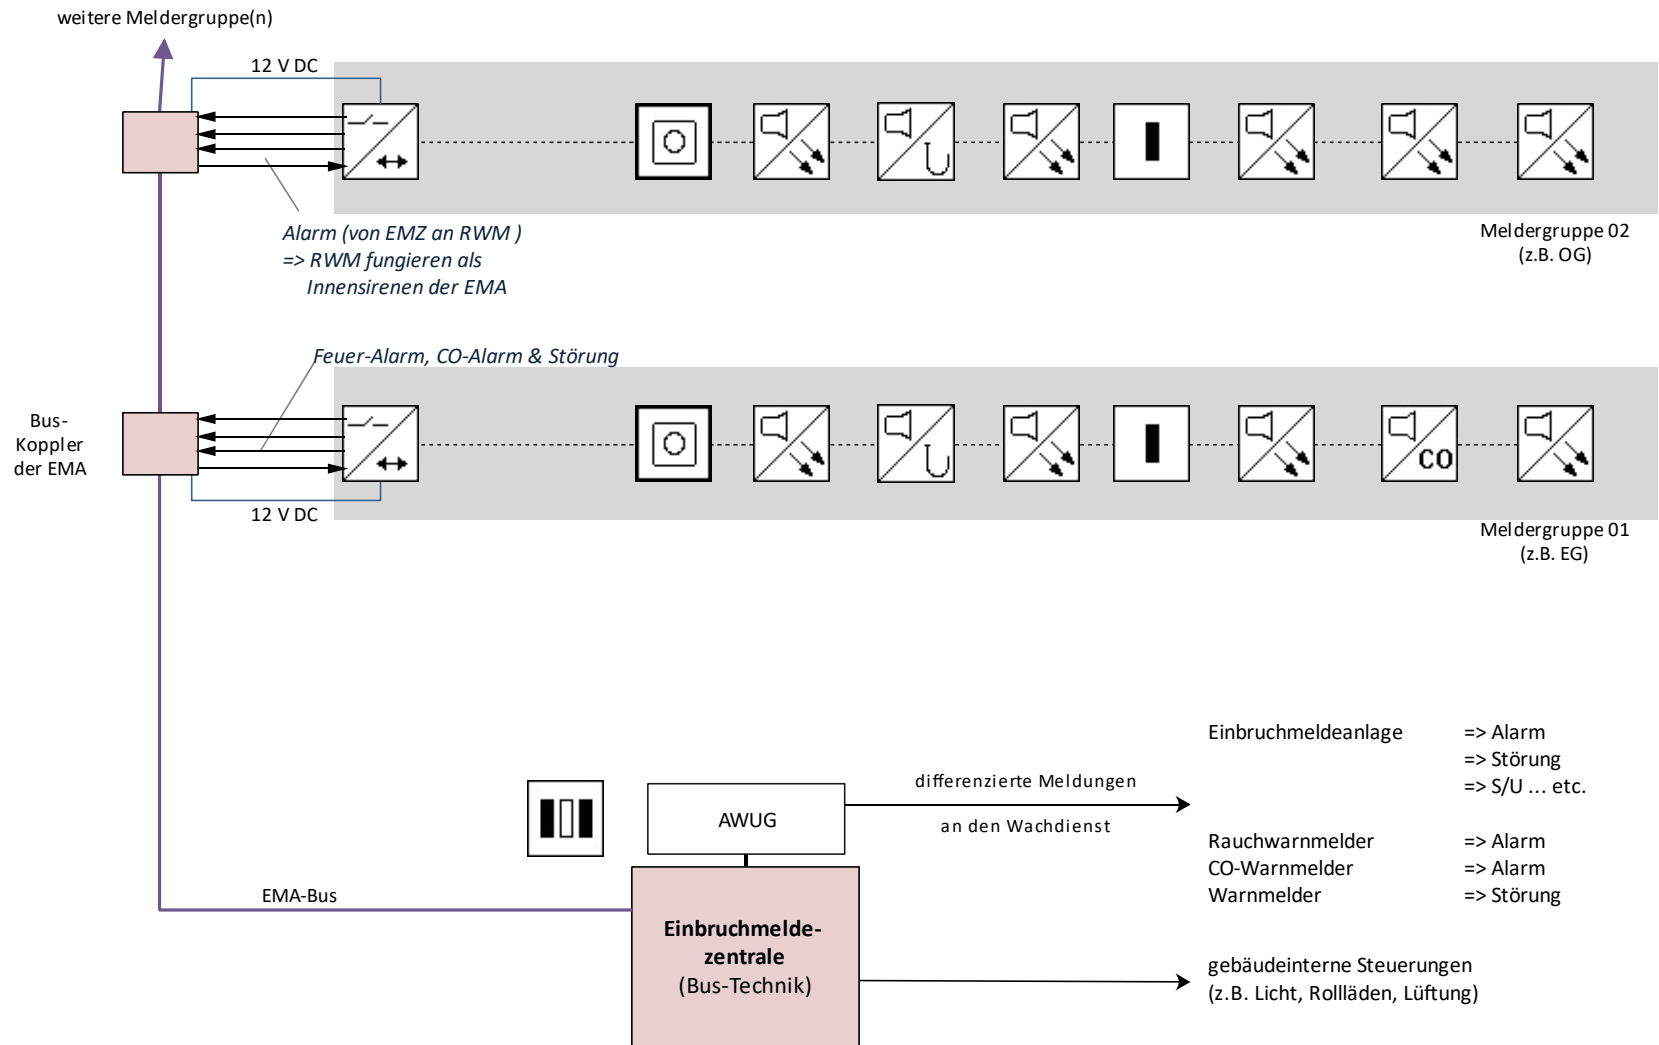 weitere Meldergruppe(n)
12 V DC
Alarm (von EMZ an RWM )
=> RWM fungieren als
Innensirenen der EMA
Meldergruppe 02
(z.B. OG)
Feuer-Alarm, CO-Alarm & Störung
Bus-
Koppler
der EMA
CO
12 V DC
Meldergruppe 01
(z.B. EG)
Einbruchmeldeanlage => Alarm
=> Störung
=> S/U ... etc.
differenzierte Meldungen
an den Wachdienst
AWUG
Rauchwarnmelder => Alarm
CO-Warnmelder => Alarm
Warnmelder => Störung
EMA-Bus
Einbruchmelde-
zentrale
(Bus-Technik)
gebäudeinterne Steuerungen
(z.B. Licht, Rollläden, Lüftung)